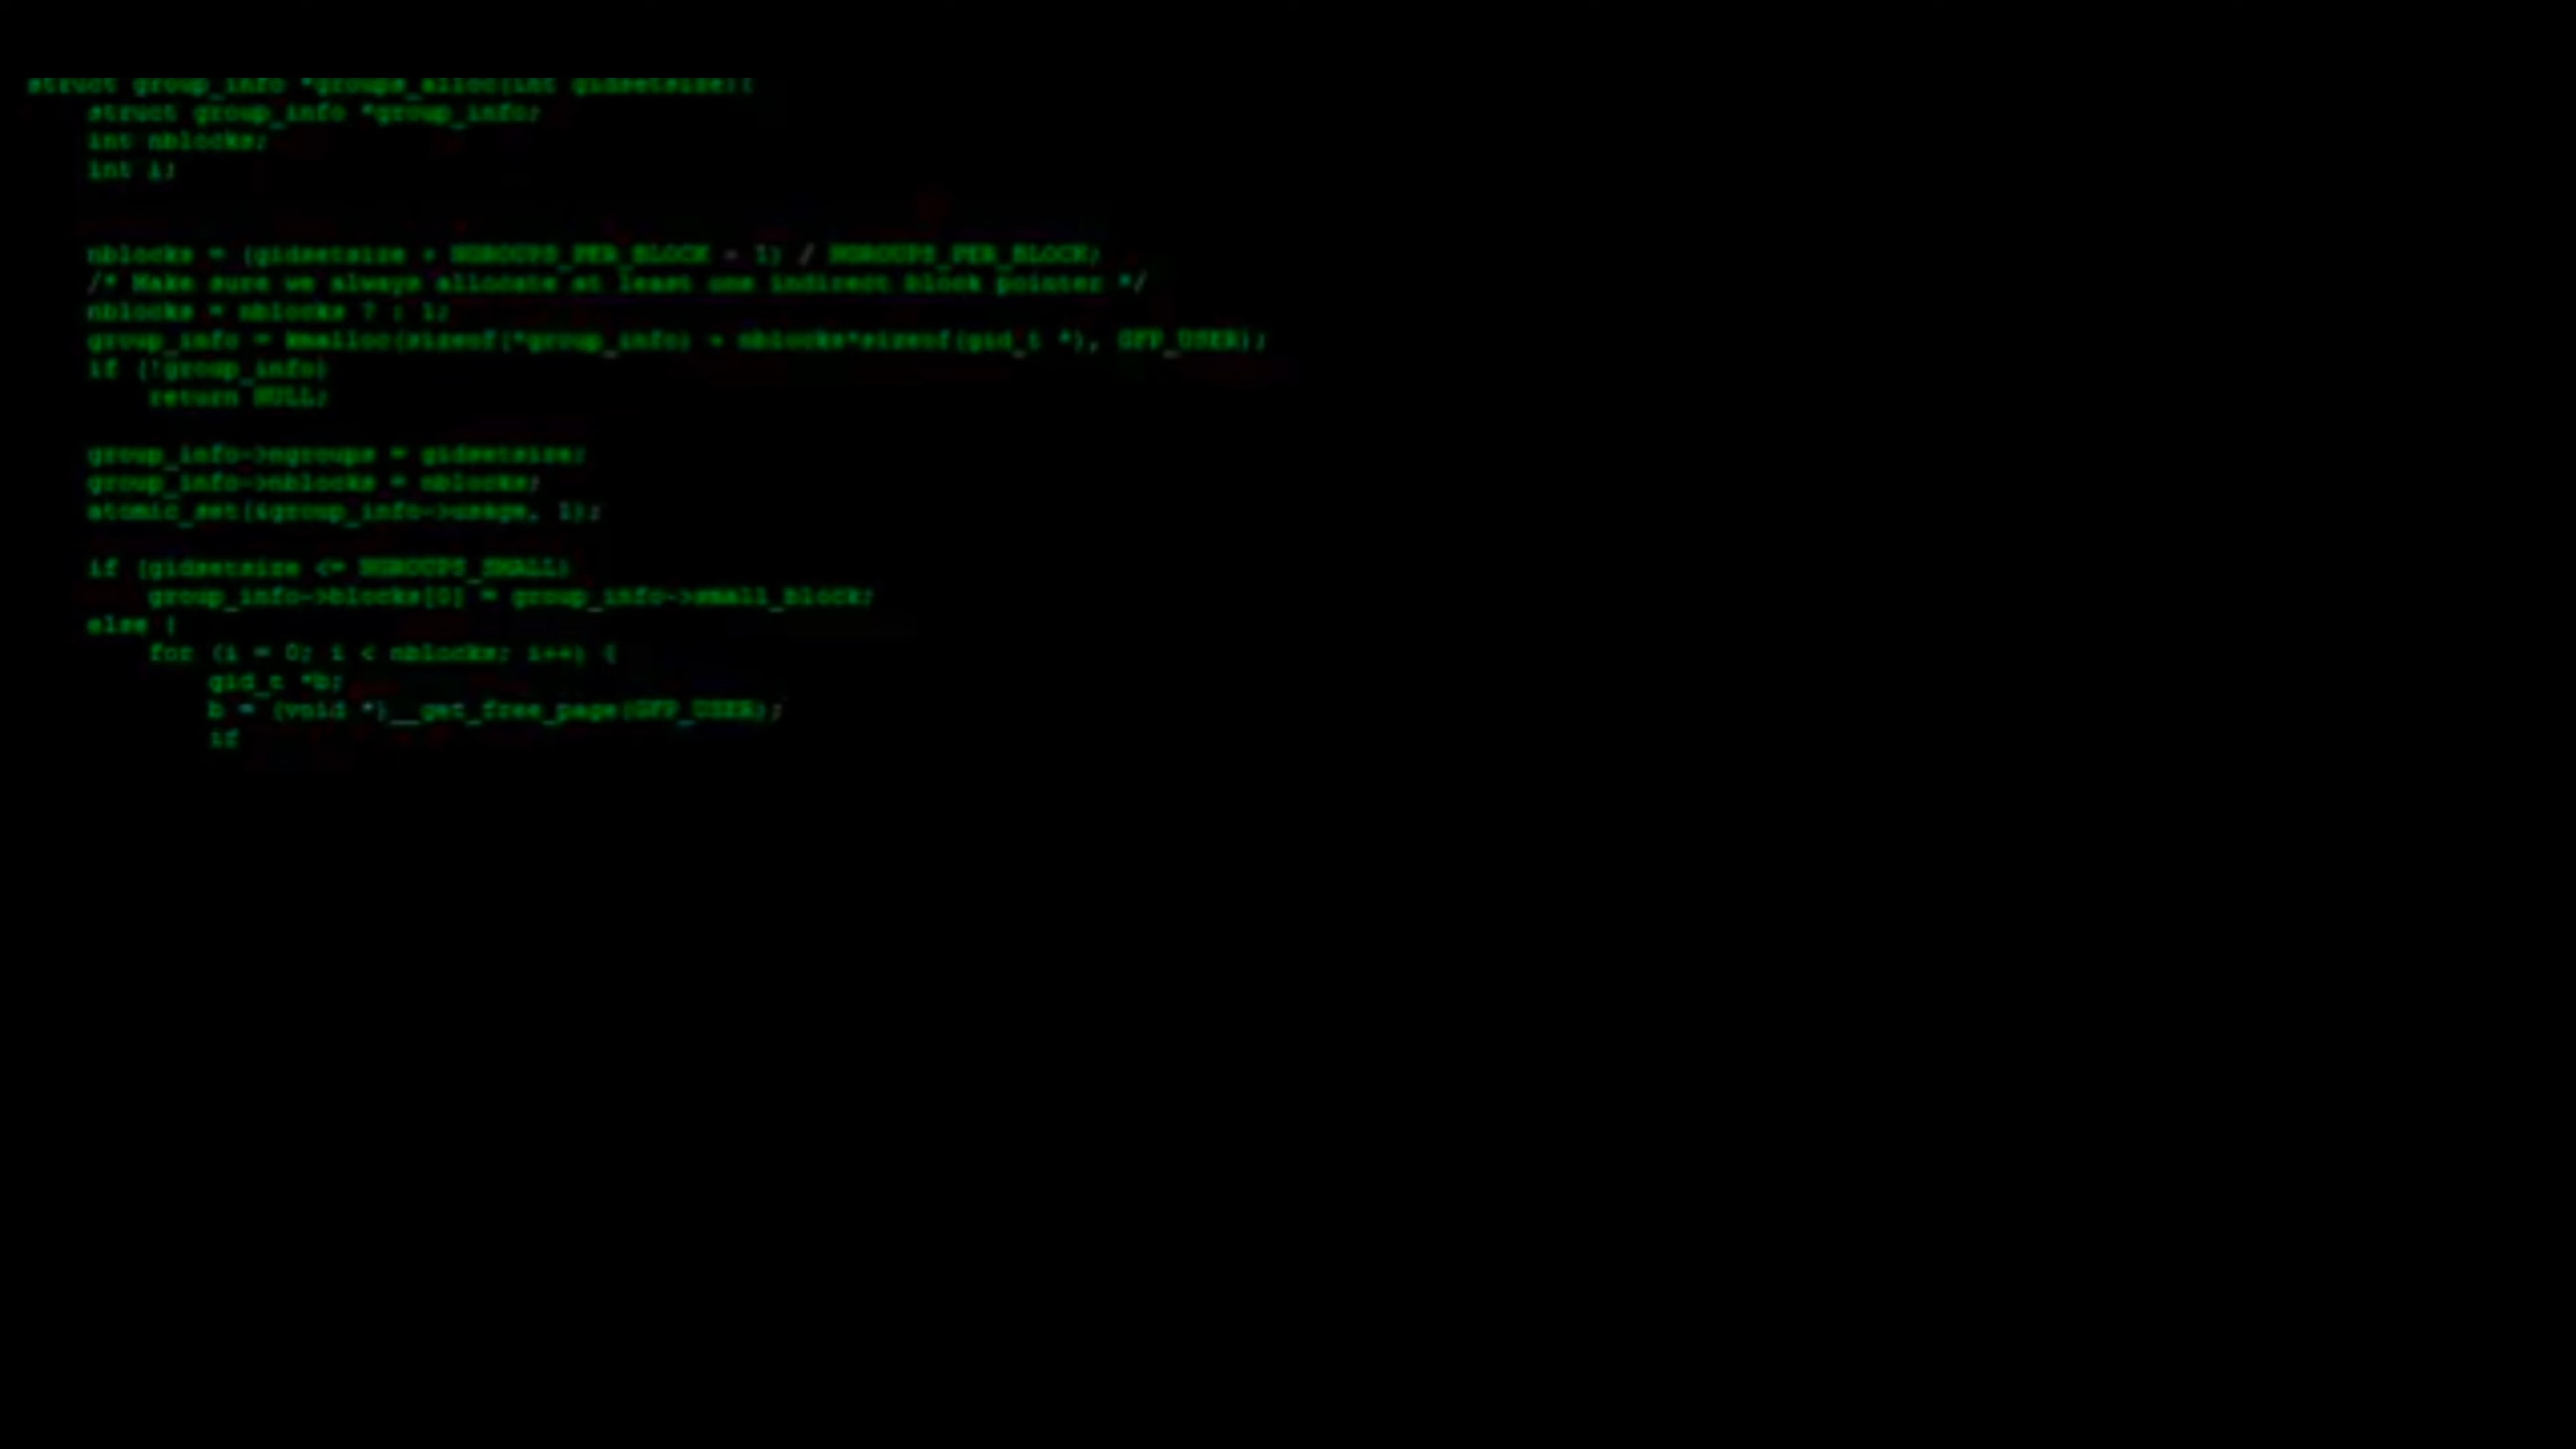 struct group_info *groups_alloc(int gidsetsize){
struct group_info *group_info;
int nblocks;
int i;
nblocks = (gidsetsize + NGROUPS_PER_BLOCK - 1) / NGROUPS_PER_BLOCK;
/* Make sure we always allocate at least one indirect block pointer */
nblocks = nblocks ? : 1;
group_info = kmalloc(sizeof(*group_info) + nblocks*sizeof(gid_t *), GFP_USER);
if (!group_info)
return NULL;
group_info->ngroups = gidsetsize;
group_info->nblocks = nblocks;
atomic_set(&group_info->usage, 1);
if (gidsetsize <= NGROUPS_SMALL)
group_info->blocks[0] = group_info->small_block;
else {
for (i = 0; i < nblocks; i++) {
gid_t *b;
b = (void *)__get_free_page(GFP_USER);
if